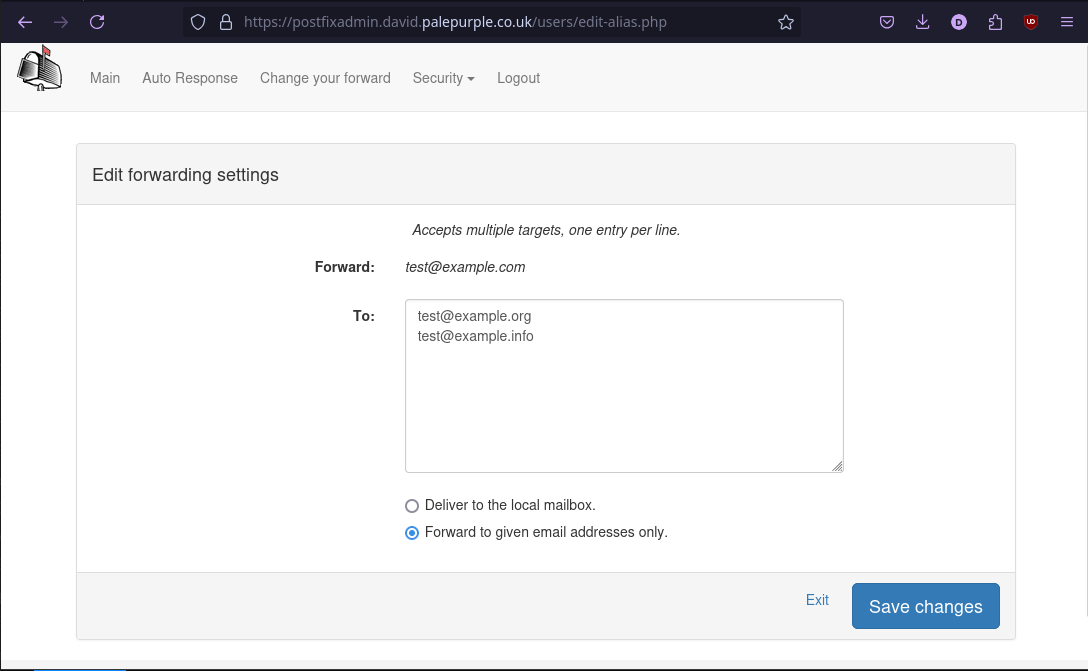 https://postfixadmin.david.palepurple.co.uk/users/edit-alias.php
D
UD
Main Auto Response Change your forward Security Logout
Edit forwarding settings
Accepts multiple targets, one entry per line.
Forward: test@example.com
To: test@example.org
test@example.info
Deliver to the local mailbox.
Forward to given email addresses only.
Exit Save changes